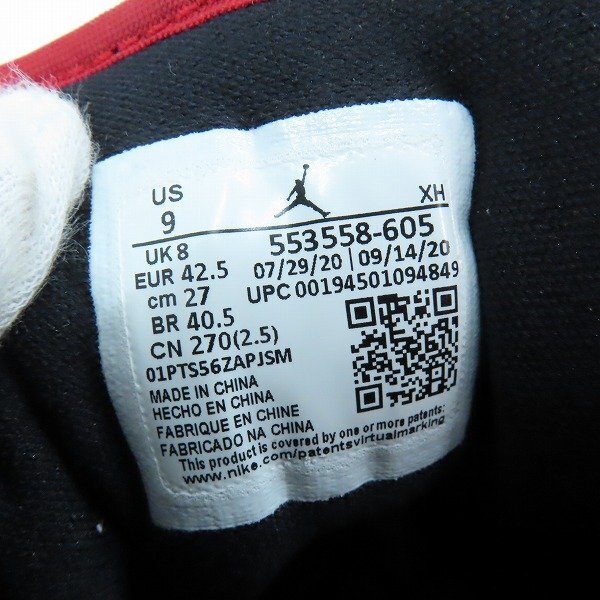 US
9
XH
UK 8
EUR 42.5
cm 27
BR 40.5
CN 270(2.5)
553558-605
07/29/20 | 09/14/20
UPC 00194501094849
01PTS56ZAPJSM
MADE IN CHINA
HECHO EN CHINA
FABRIQUE EN CHINE
FABRICADO NA CHINA
This product is covered by one or more patents:
www.nike.com/patentsvirtualmarking